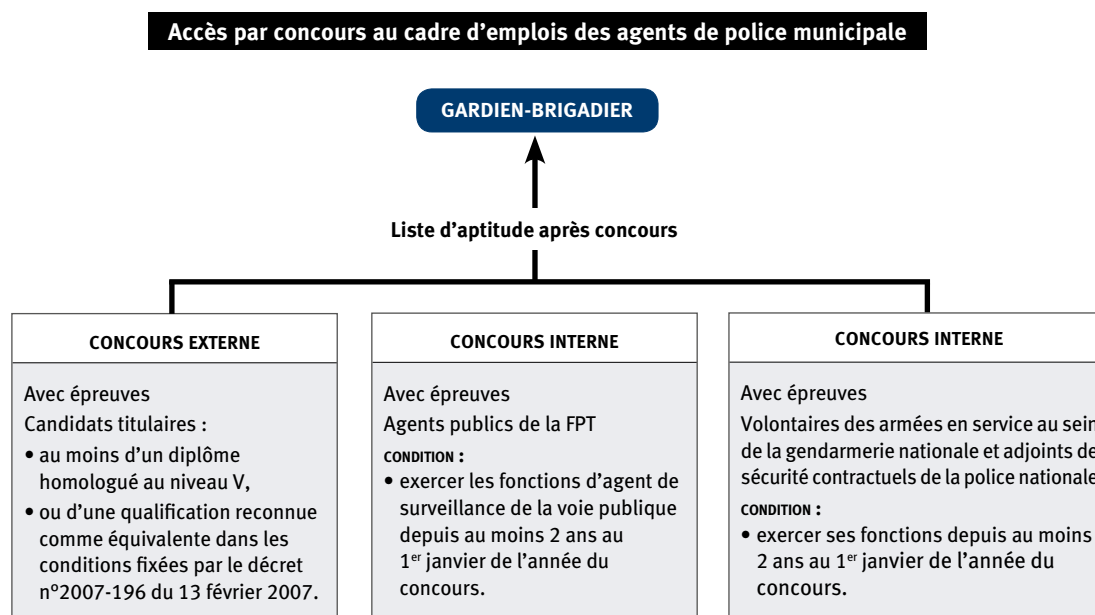 Accès par concours au cadre d’emplois des agents de police municipale
GARDIEN-BRIGADIER
Liste d’aptitude après concours
CONCOURS EXTERNE
Avec épreuves
Candidats titulaires :
• au moins d’un diplôme
homologué au niveau V,
• ou d’une qualification reconnue
comme équivalente dans les
conditions fixées par le décret
n°2007-196 du 13 février 2007.
CONCOURS INTERNE
Avec épreuves
Agents publics de la FPT
CONDITION :
• exercer les fonctions d’agent de
surveillance de la voie publique
depuis au moins 2 ans au
1er janvier de l’année du
concours.
CONCOURS INTERNE
Avec épreuves
Volontaires des armées en service au sein
de la gendarmerie nationale et adjoints de
sécurité contractuels de la police nationale
CONDITION :
• exercer ses fonctions depuis au moins
2 ans au 1er janvier de l’année du
concours.